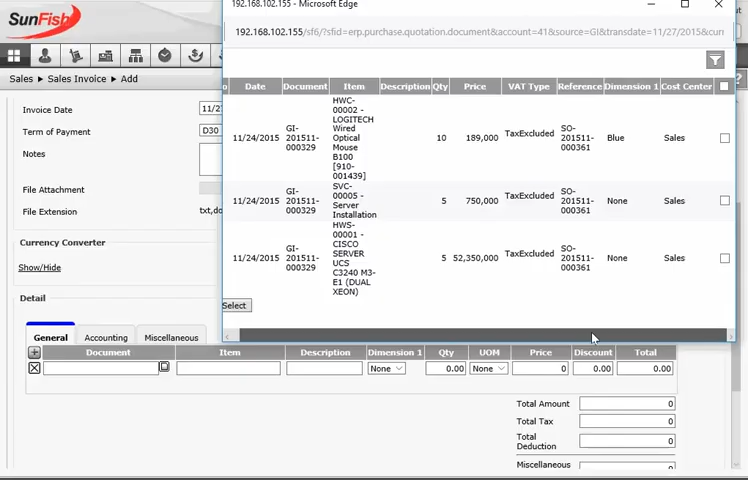 192.168.102.155 - Microsoft Edge
SunFish
192.168.102.155/sf6/?sfid=erp.purchase.quotation.document&account=41&source=GI&transdate=11/27/2015&cur
Sales ▸ Sales Invoice ▸ Add
Date Document Item Description Qty Price VAT Type Reference Dimension 1 Cost Center
11/24/2015 GI-201511-000329 HWC-00002 - LOGITECH Wired Optical Mouse B100 [910-001439] 10 189,000 TaxExcluded SO-201511-000361 Blue Sales
11/24/2015 GI-201511-000329 SVC-00005 - Server Installation 5 750,000 TaxExcluded SO-201511-000361 None Sales
11/24/2015 GI-201511-000329 HWS-00001 - CISCO SERVER UCS C3240 M3-E1 (DUAL XEON) 5 52,350,000 TaxExcluded SO-201511-000361 None Sales
Select
Invoice Date 11/2
Term of Payment D30
Notes
File Attachment
File Extension txt,do
Currency Converter
Show/Hide
Detail
General Accounting Miscellaneous
Document Item Description Dimension 1 Qty UOM Price Discount Total
None 0.00 None 0 0.00 0.00
Total Amount 0
Total Tax 0
Total Deduction 0
Miscellaneous